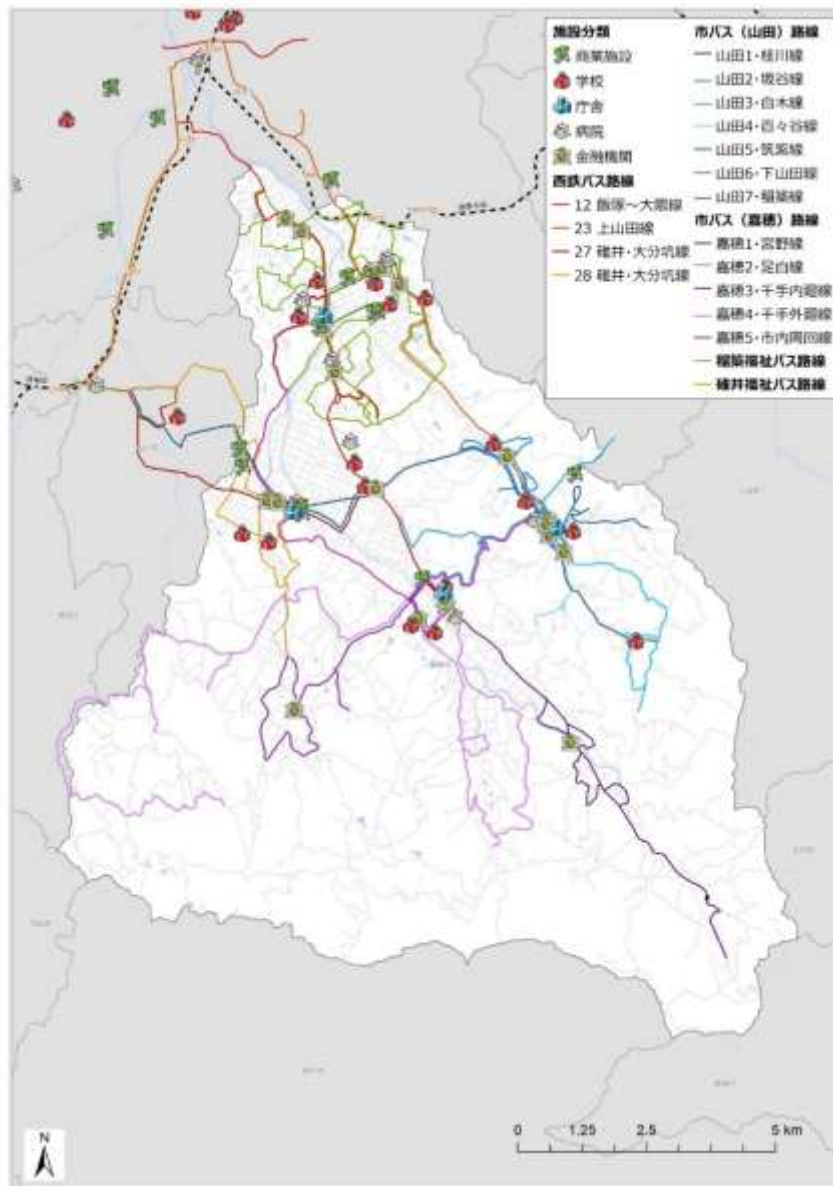 施設分類
商業施設
学校
庁舎
病院
金融機関
西鉄バス路線
12 飯塚～大隈線
23 上山田線
27 碓井・大分坑線
28 碓井・大分坑線
市バス（山田）路線
山田1・桂川線
山田2・坂谷線
山田3・白木線
山田4・百々谷線
山田5・筑紫線
山田6・下山田線
山田7・稲築線
市バス（嘉穂）路線
嘉穂1・宮野線
嘉穂2・足白線
嘉穂3・千手内廻線
嘉穂4・千手外廻線
嘉穂5・市内周回線
稲築福祉バス路線
碓井福祉バス路線
N
0 1.25 2.5 5 km